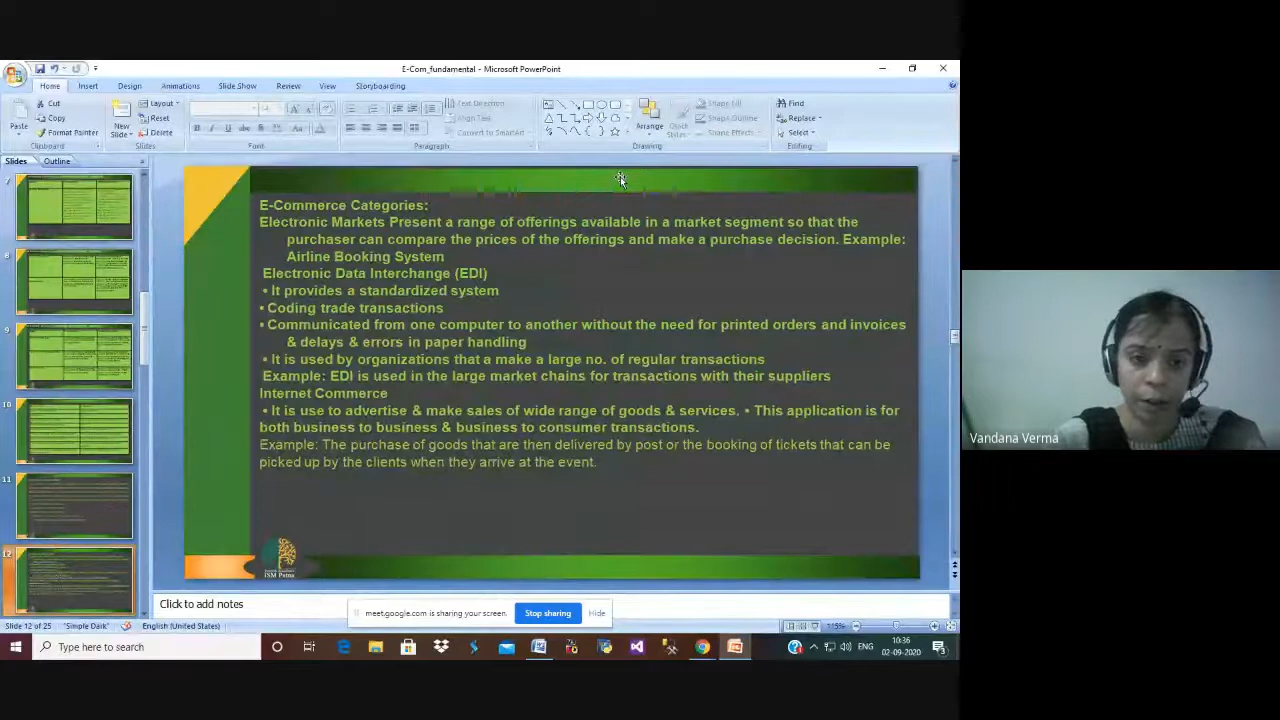 E-Com_fundamental - Microsoft PowerPoint
Home Insert Design Animations Slide Show Review View Storyboarding
Cut
Copy
Format Painter
Paste
Clipboard
New Slide
Layout
Reset
Delete
Slides
Font
Text Direction
Align Text
Convert to SmartArt
Paragraph
Arrange
Quick Styles
Shape Fill
Shape Effects
Drawing
Find
Replace
Select
Editing
Slides Outline
7
8
9
10
11
12
E-Commerce Categories:
Electronic Markets Present a range of offerings available in a market segment so that the
purchaser can compare the prices of the offerings and make a purchase decision. Example:
Airline Booking System
Electronic Data Interchange (EDI)
• It provides a standardized system
• Coding trade transactions
• Communicated from one computer to another without the need for printed orders and invoices
& delays & errors in paper handling
• It is used by organizations that a make a large no. of regular transactions
Example: EDI is used in the large market chains for transactions with their suppliers
Internet Commerce
• It is use to advertise & make sales of wide range of goods & services. • This application is for
both business to business & business to consumer transactions.
Example: The purchase of goods that are then delivered by post or the booking of tickets that can be
picked up by the clients when they arrive at the event.
ISM Patna
Click to add notes
meet.google.com is sharing your screen. Stop sharing Hide
Slide 12 of 25 "Simple Dark" English (United States) 115%
Type here to search
ENG
10:36
02-09-2020
3
Vandana Verma